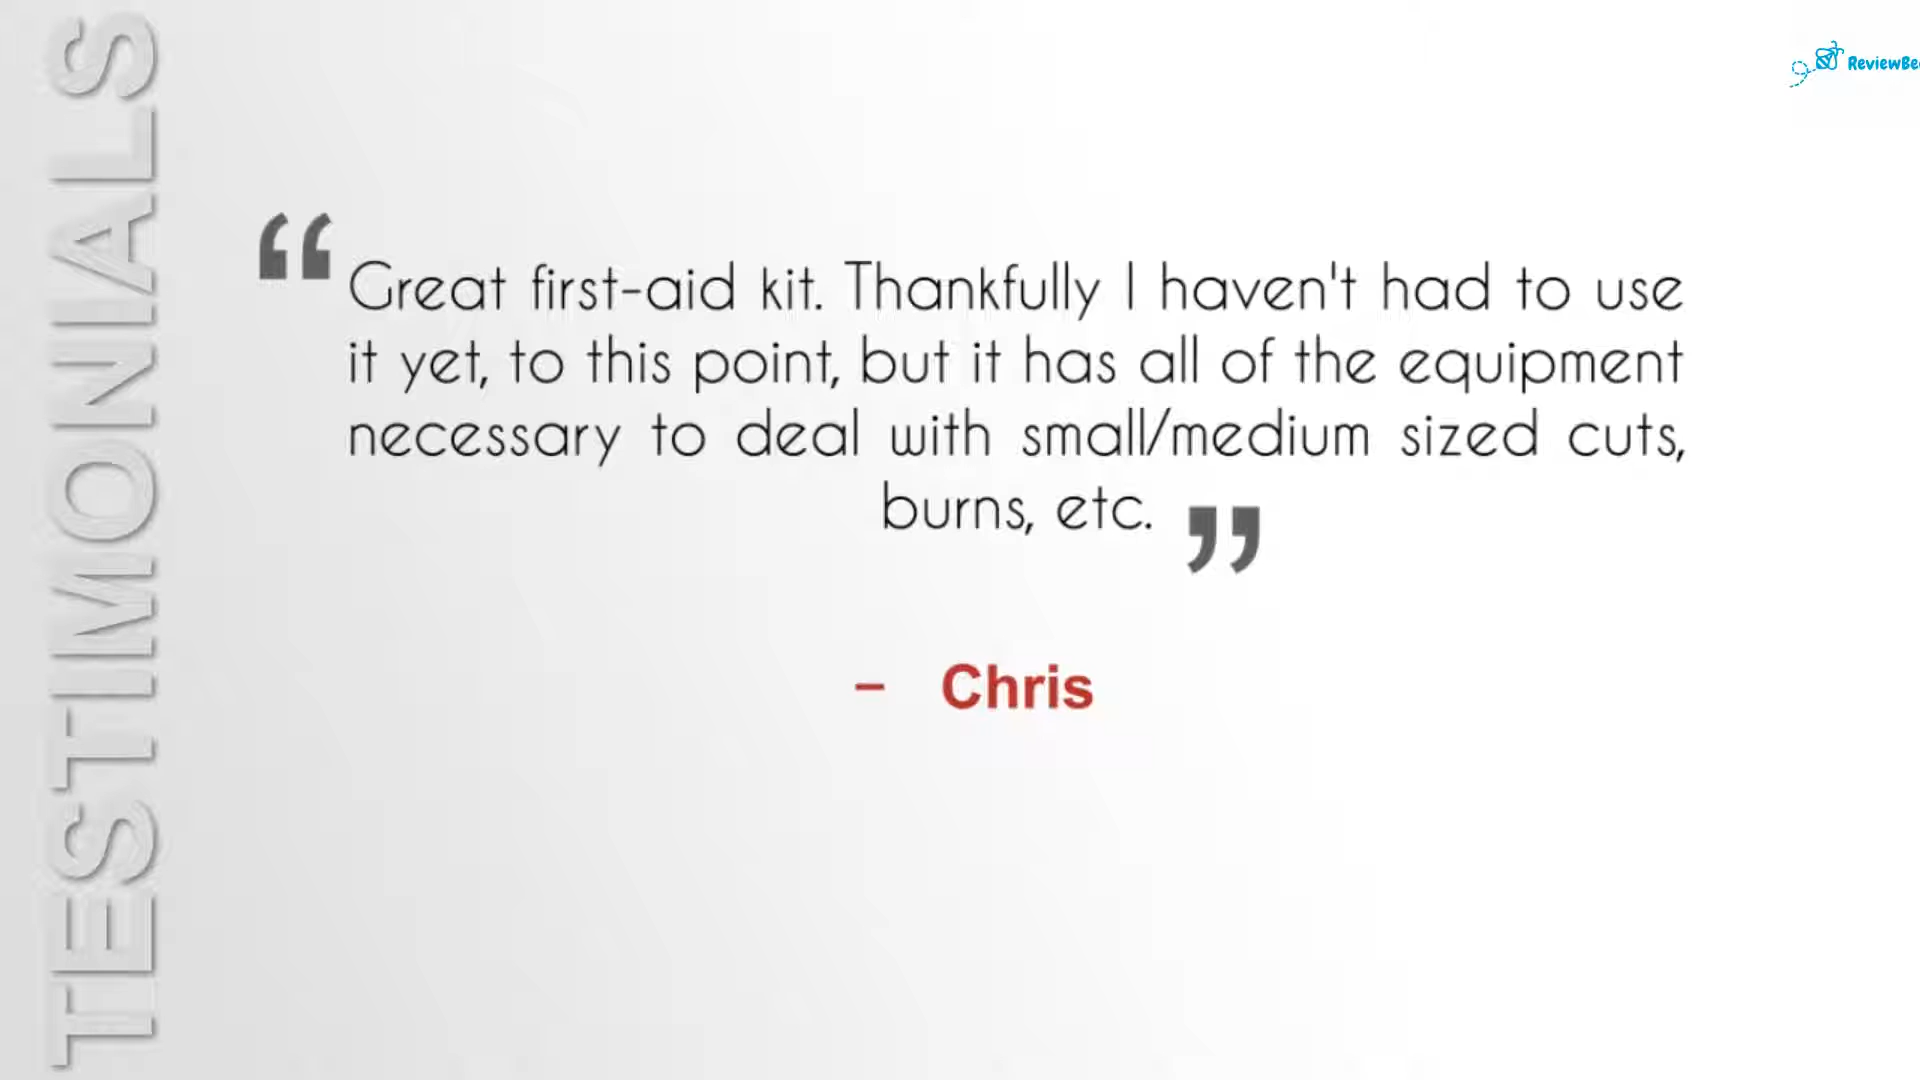 TESTIMONIALS
ReviewBee
“Great first-aid kit. Thankfully I haven't had to use
it yet, to this point, but it has all of the equipment
necessary to deal with small/medium sized cuts,
burns, etc.”
– Chris